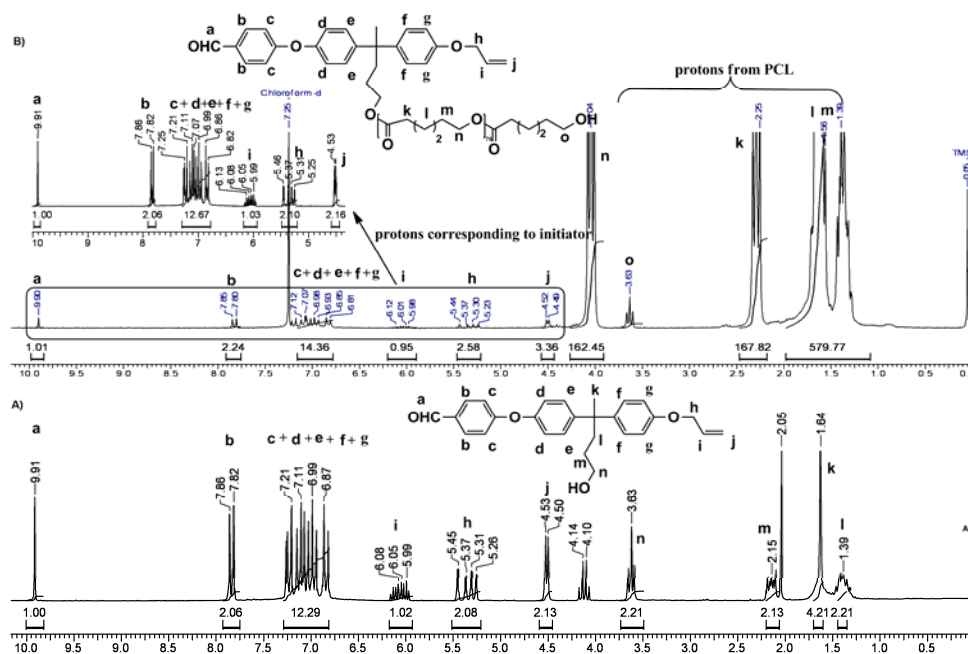 B)
a
OHC
b
c
b
c
O
d
e
d
e
f
g
f
g
O
h
i
j
O
k
l
m
n
O
O
2
O
2
OH
o
protons from PCL
a
b
c + d + e + f + g
i
h
j
9.91
7.86
7.82
7.25
7.21
7.11
7.07
6.99
6.86
6.82
6.13
6.08
6.05
5.99
5.46
5.37
5.31
5.25
4.53
1.00
2.06
12.67
1.03
2.10
2.16
10
9
8
7
6
5
Chloroform-d
7.25
protons corresponding to initiator
n
k
l
m
o
2.25
1.56
1.39
3.63
TMS
0.05
a
b
c + d + e + f + g
i
h
j
9.90
7.85
7.80
7.12
7.07
6.98
6.93
6.85
6.81
6.12
6.01
5.98
5.44
5.37
5.30
5.23
4.52
4.49
1.01
2.24
14.36
0.95
2.58
3.36
162.45
167.82
579.77
10.0 9.5 9.0 8.5 8.0 7.5 7.0 6.5 6.0 5.5 5.0 4.5 4.0 3.5 3.0 2.5 2.0 1.5 1.0 0.5
A)
a
OHC
b
c
b
c
O
d
e
d
e
k
f
g
f
g
O
h
i
j
l
m
n
HO
a
b
c + d + e + f + g
i
h
j
n
m
k
l
9.91
7.86
7.82
7.21
7.11
6.99
6.87
6.08
6.05
5.99
5.45
5.37
5.31
5.26
4.53
4.50
4.14
4.10
3.63
2.15
2.05
1.64
1.39
A
1.00
2.06
12.29
1.02
2.08
2.13
2.21
2.13
4.21
2.21
10.0 9.5 9.0 8.5 8.0 7.5 7.0 6.5 6.0 5.5 5.0 4.5 4.0 3.5 3.0 2.5 2.0 1.5 1.0 0.5